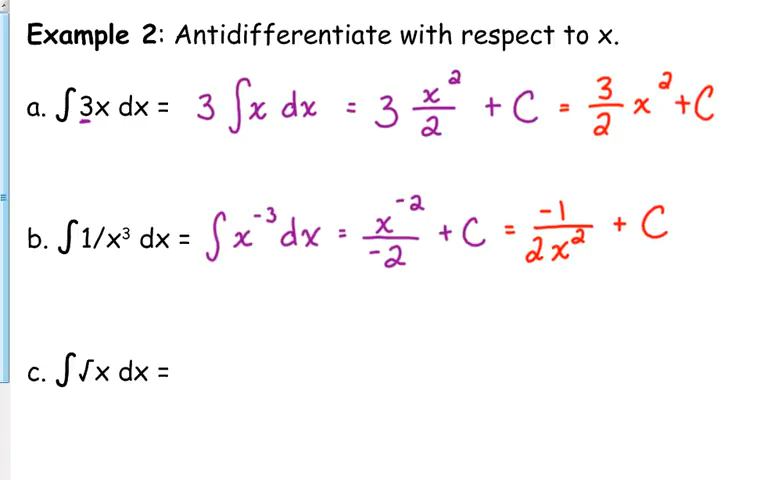 Example 2: Antidifferentiate with respect to x.
a. ∫3x dx = 3 ∫x dx = 3 x²/2 + C = 3/2 x² + C
b. ∫1/x³ dx = ∫x⁻³ dx = x⁻²/-2 + C = -1/2x² + C
c. ∫√x dx =